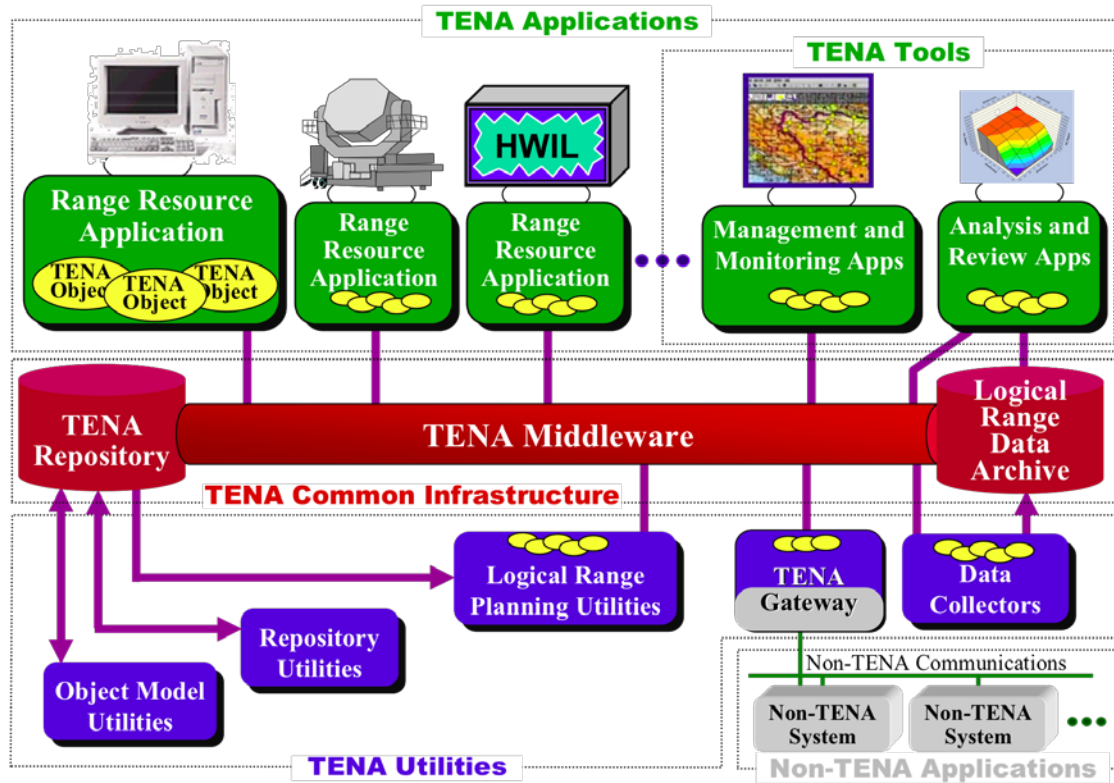 TENA Applications
TENA Tools
HWIL
Range Resource
Application
TENA
Object
TENA
Object
TENA
Object
Range
Resource
Application
Range
Resource
Application
Management and
Monitoring Apps
Analysis and
Review Apps
TENA
Repository
TENA Middleware
Logical
Range
Data
Archive
TENA Common Infrastructure
Logical Range
Planning Utilities
TENA
Gateway
Data
Collectors
Repository
Utilities
Object Model
Utilities
Non-TENA Communications
Non-TENA
System
Non-TENA
System
TENA Utilities
Non-TENA Applications